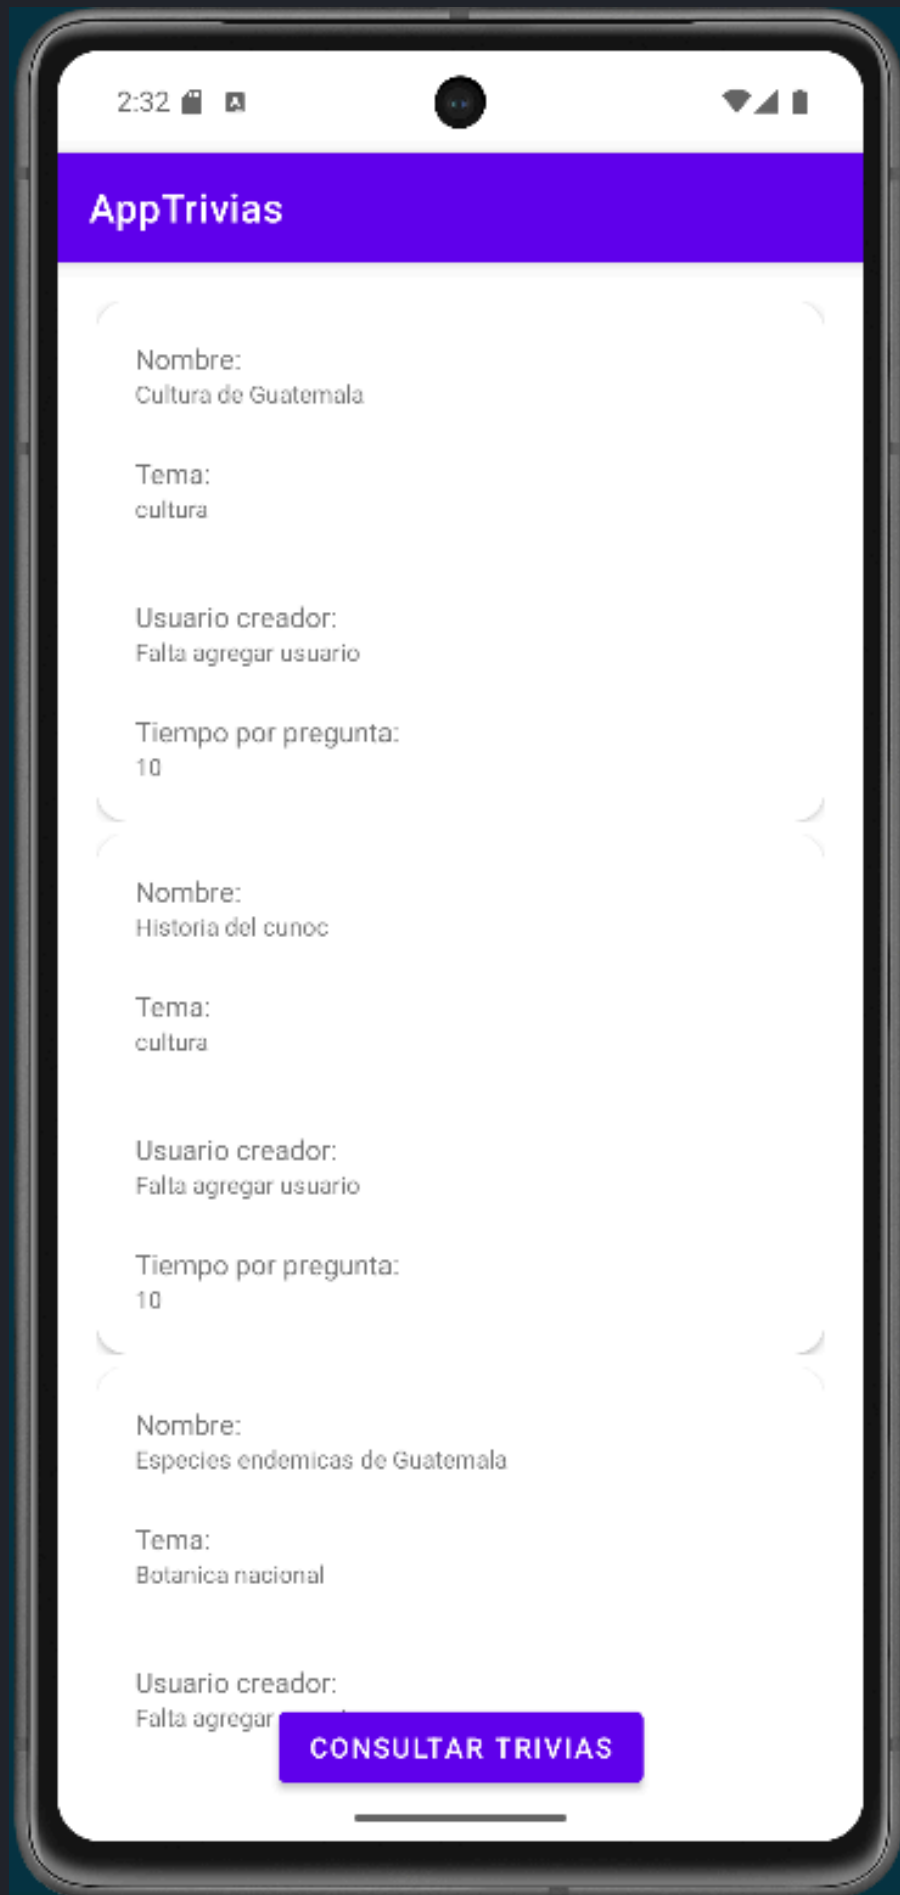 2:32
AppTrivias
Nombre:
Cultura de Guatemala
Tema:
cultura
Usuario creador:
Falta agregar usuario
Tiempo por pregunta:
10
Nombre:
Historia del cunoc
Tema:
cultura
Usuario creador:
Falta agregar usuario
Tiempo por pregunta:
10
Nombre:
Especies endemicas de Guatemala
Tema:
Botanica nacional
Usuario creador:
Falta agregar
CONSULTAR TRIVIAS